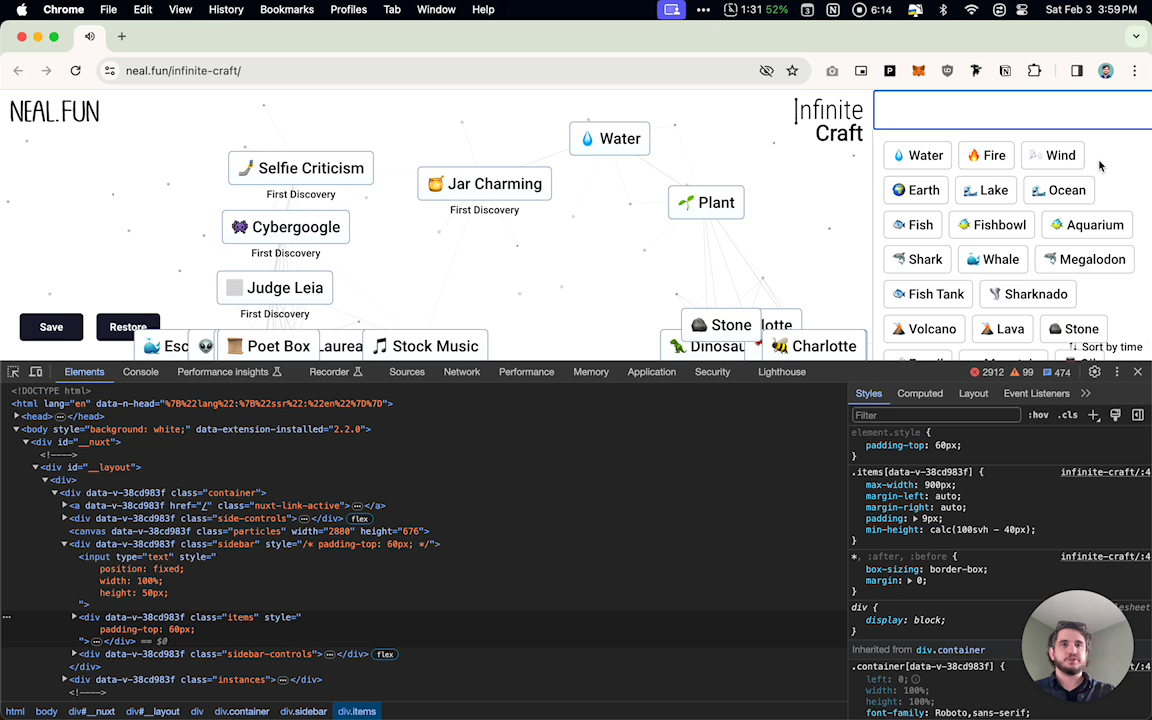 Chrome File Edit View History Bookmarks Profiles Tab Window Help 1:31 52% 3 6:14 Sat Feb 3 3:59 PM
neal.fun/infinite-craft/
NEAL.FUN
Infinite
Craft
Water
Selfie Criticism
First Discovery
Jar Charming
First Discovery
Plant
Cybergoogle
First Discovery
Judge Leia
First Discovery
Stone
lotte
Save
Restore
Esc
Poet Box
Laurea
Stock Music
Dinosau
Charlotte
Water Fire Wind
Earth Lake Ocean
Fish Fishbowl Aquarium
Shark Whale Megalodon
Fish Tank Sharknado
Volcano Lava Stone
Sort by time
Elements Console Performance insights Recorder Sources Network Performance Memory Application Security Lighthouse 2912 99 474
<!DOCTYPE html>
<html lang="en" data-n-head="%7B%22lang%22:%7B%22ssr%22:%22en%22%7D%7D">
<head>…</head>
<body style="background: white;" data-extension-installed="2.2.0">
<div id="__nuxt">
<!---->
<div id="__layout">
<div>
<div data-v-38cd983f class="container">
<a data-v-38cd983f href="/" class="nuxt-link-active">…</a>
<div data-v-38cd983f class="side-controls">…</div> flex
<canvas data-v-38cd983f class="particles" width="2880" height="676">
<div data-v-38cd983f class="sidebar" style="/* padding-top: 60px; */">
<input type="text" style="
position: fixed;
width: 100%;
height: 50px;
">
<div data-v-38cd983f class="items" style="
padding-top: 60px;
">…</div> == $0
<div data-v-38cd983f class="sidebar-controls">…</div> flex
</div>
<div data-v-38cd983f class="instances">…</div>
<!---->
html body div#__nuxt div#__layout div div.container div.sidebar div.items
Styles Computed Layout Event Listeners
Filter :hov .cls
element.style {
padding-top: 60px;
}
.items[data-v-38cd983f] { infinite-craft/:4
max-width: 900px;
margin-left: auto;
margin-right: auto;
padding: 9px;
min-height: calc(100svh - 40px);
}
*, :after, :before { infinite-craft/:4
box-sizing: border-box;
margin: 0;
}
div { esheet
display: block;
}
Inherited from div.container
.container[data-v-38cd983f] { /:4
left: 0;
width: 100%;
height: 100%;
font-family: Roboto,sans-serif;